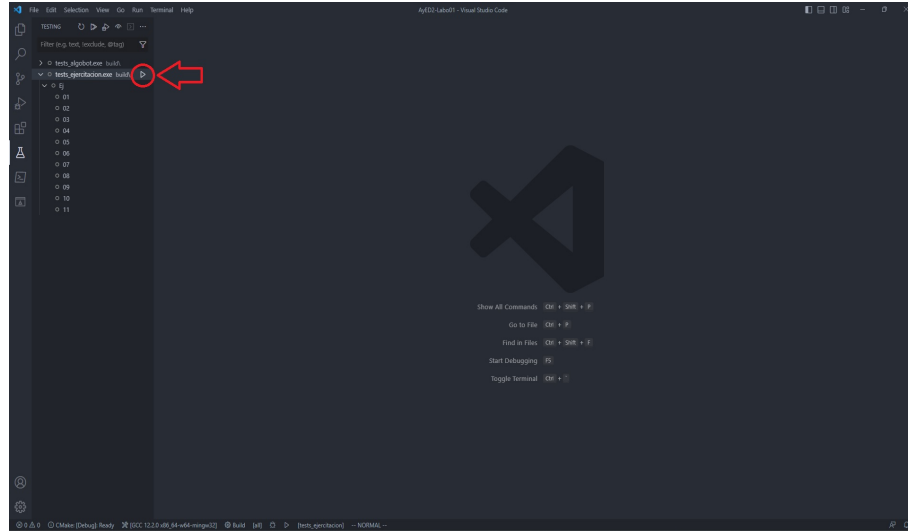 File Edit Selection View Go Run Terminal Help
AyED2-Labo01 - Visual Studio Code
TESTING
Filter (e.g. text, !exclude, @tag)
tests_algobot.exe build\
tests_ejercitacion.exe build\
Ej
01
02
03
04
05
06
07
08
09
10
11
Show All Commands Ctrl + Shift + P
Go to File Ctrl + P
Find in Files Ctrl + Shift + F
Start Debugging F5
Toggle Terminal Ctrl + `
0 0 CMake: [Debug]: Ready [GCC 12.2.0 x86_64-w64-mingw32] Build [all] [tests_ejercitacion] -- NORMAL --